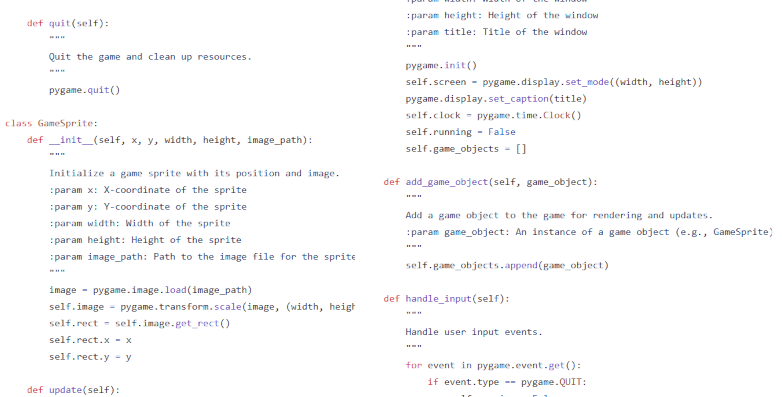 def quit(self):
"""
Quit the game and clean up resources.
"""
pygame.quit()
class GameSprite:
def __init__(self, x, y, width, height, image_path):
"""
Initialize a game sprite with its position and image.
:param x: X-coordinate of the sprite
:param y: Y-coordinate of the sprite
:param width: Width of the sprite
:param height: Height of the sprite
:param image_path: Path to the image file for the sprite
"""
image = pygame.image.load(image_path)
self.image = pygame.transform.scale(image, (width, heigh
self.rect = self.image.get_rect()
self.rect.x = x
self.rect.y = y
def update(self):
:param width: Width of the window
:param height: Height of the window
:param title: Title of the window
"""
pygame.init()
self.screen = pygame.display.set_mode((width, height))
pygame.display.set_caption(title)
self.clock = pygame.time.Clock()
self.running = False
self.game_objects = []
def add_game_object(self, game_object):
"""
Add a game object to the game for rendering and updates.
:param game_object: An instance of a game object (e.g., GameSprite)
"""
self.game_objects.append(game_object)
def handle_input(self):
"""
Handle user input events.
"""
for event in pygame.event.get():
if event.type == pygame.QUIT: